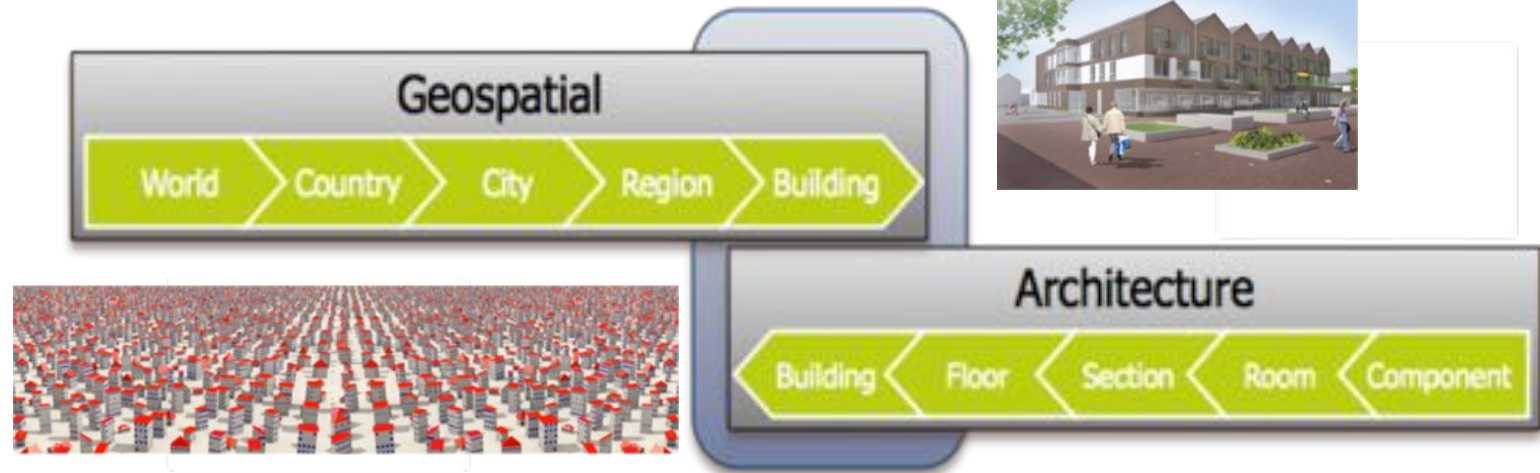 Geospatial
World Country City Region Building
Architecture
Building Floor Section Room Component